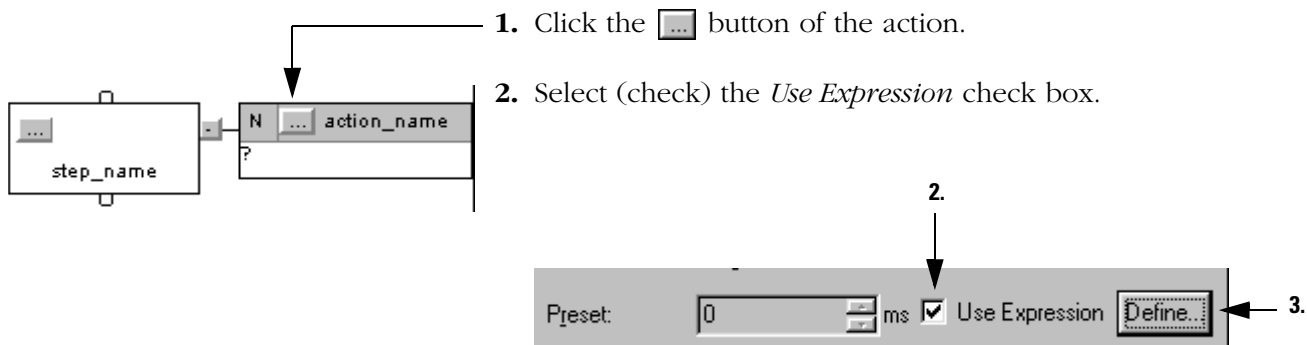 1. Click the ... button of the action.
2. Select (check) the Use Expression check box.
...
step_name
-
N ... action_name
?
2.
Preset: 0 ms Use Expression Define... 3.